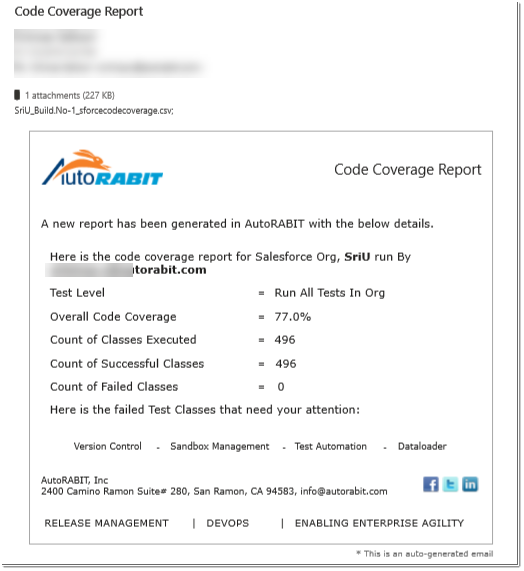 Code Coverage Report
1 attachments (227 KB)
SriU_Build.No-1_sforcecodecoverage.csv;
AutoRABIT
Code Coverage Report
A new report has been generated in AutoRABIT with the below details.
Here is the code coverage report for Salesforce Org, SriU run By
torabit.com
Test Level = Run All Tests In Org
Overall Code Coverage = 77.0%
Count of Classes Executed = 496
Count of Successful Classes = 496
Count of Failed Classes = 0
Here is the failed Test Classes that need your attention:
Version Control - Sandbox Management - Test Automation - Dataloader
AutoRABIT, Inc
2400 Camino Ramon Suite# 280, San Ramon, CA 94583, info@autorabit.com
f t in
RELEASE MANAGEMENT | DEVOPS | ENABLING ENTERPRISE AGILITY
* This is an auto-generated email